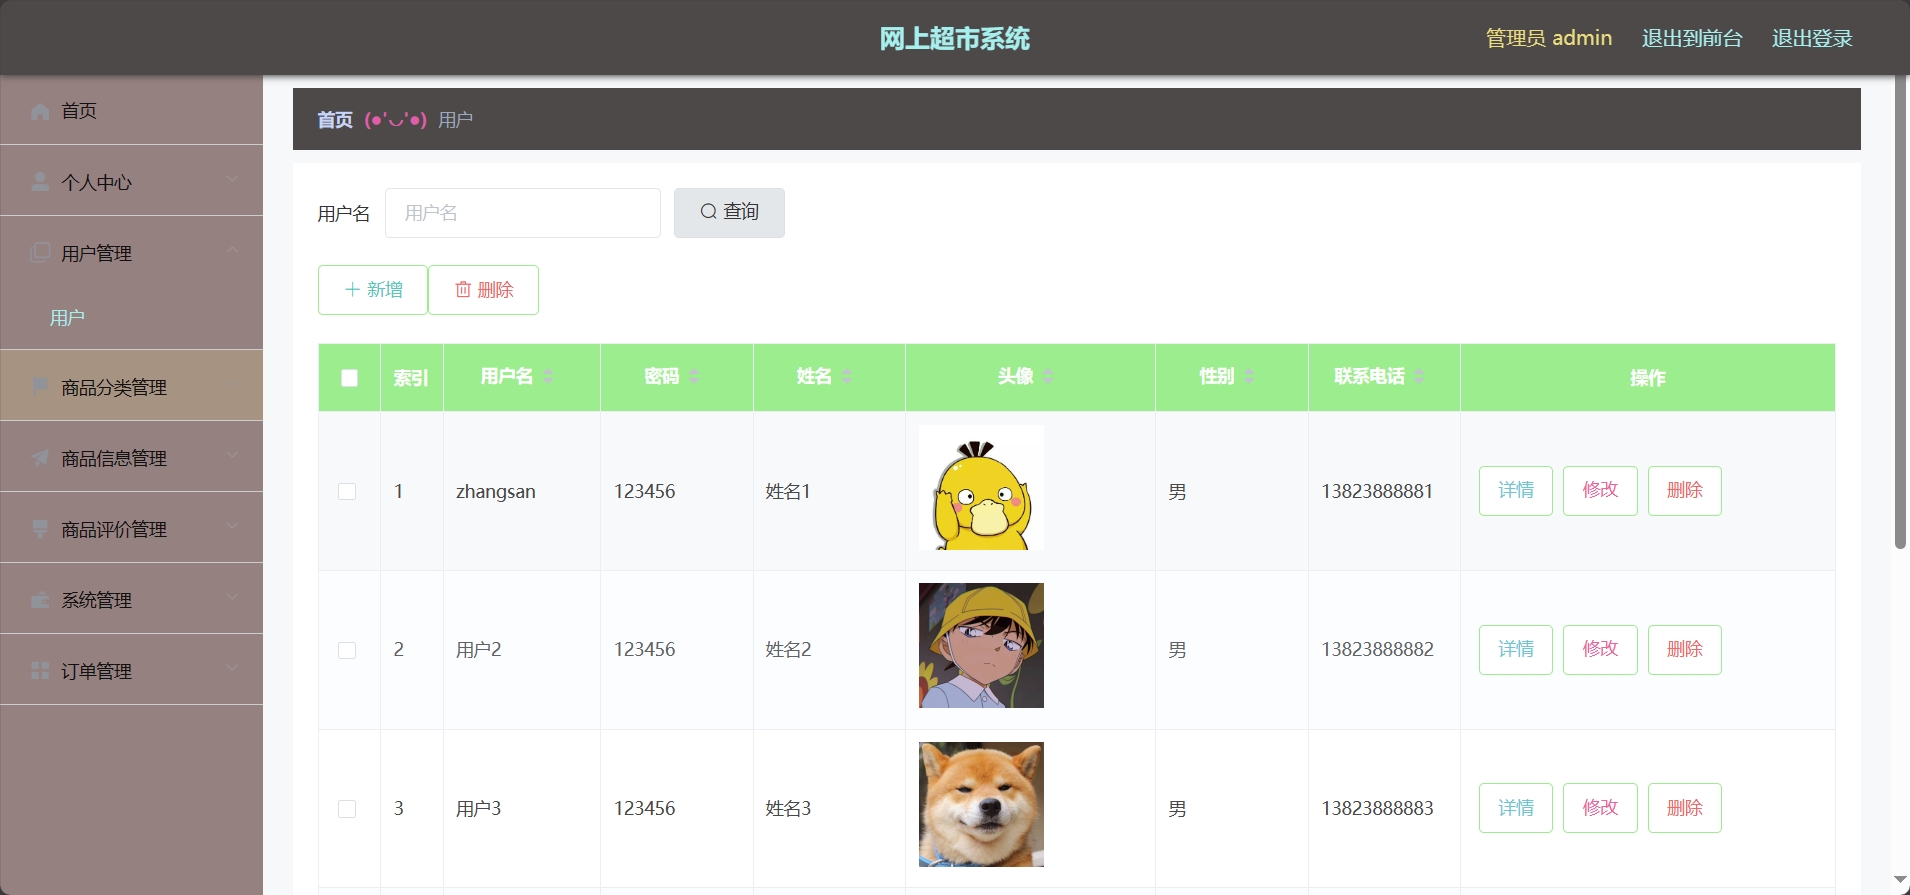 网上超市系统
管理员 admin 退出到前台 退出登录
首页
个人中心
用户管理
用户
商品分类管理
商品信息管理
商品评价管理
系统管理
订单管理
首页 (●'◡'●) 用户
用户名 用户名 查询
新增 删除
索引 用户名 密码 姓名 头像 性别 联系电话 操作
1 zhangsan 123456 姓名1 男 13823888881 详情 修改 删除
2 用户2 123456 姓名2 男 13823888882 详情 修改 删除
3 用户3 123456 姓名3 男 13823888883 详情 修改 删除